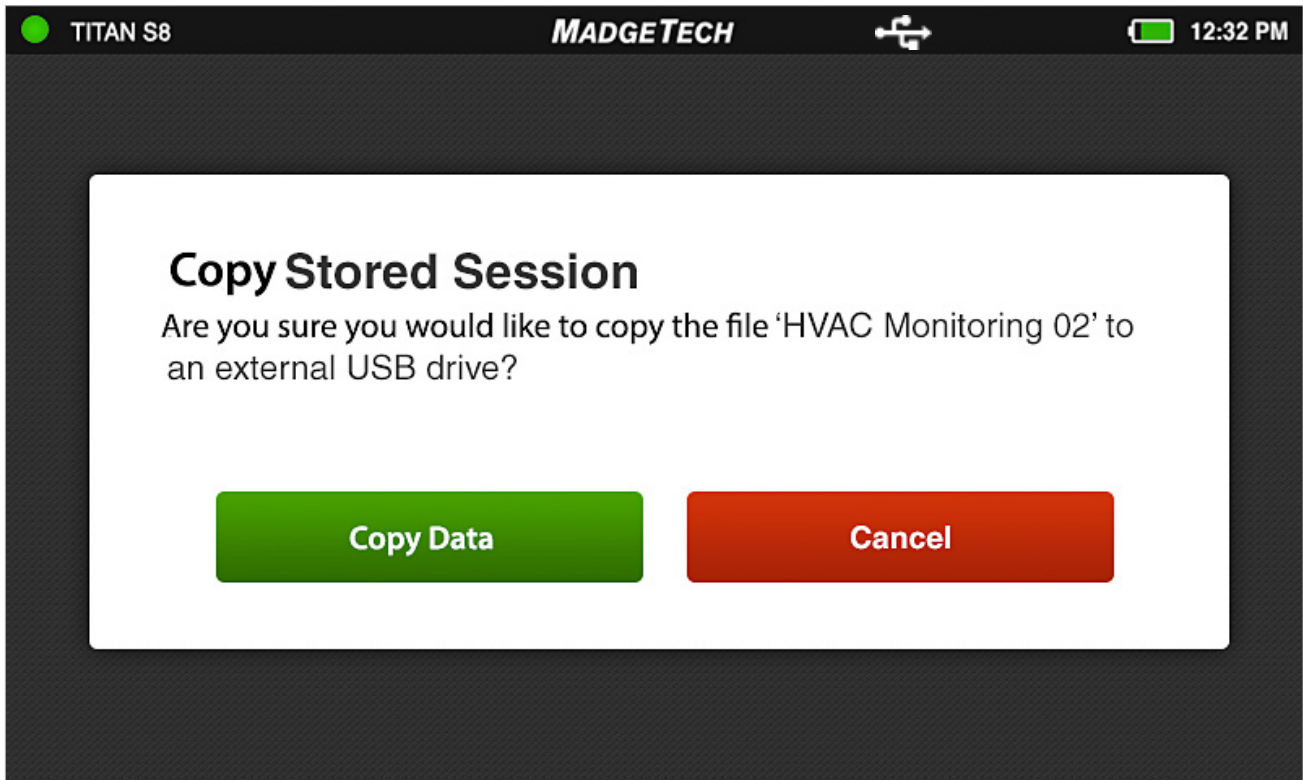 TITAN S8 MADGETECH 12:32 PM
Copy Stored Session
Are you sure you would like to copy the file ‘HVAC Monitoring 02’ to
an external USB drive?
Copy Data Cancel